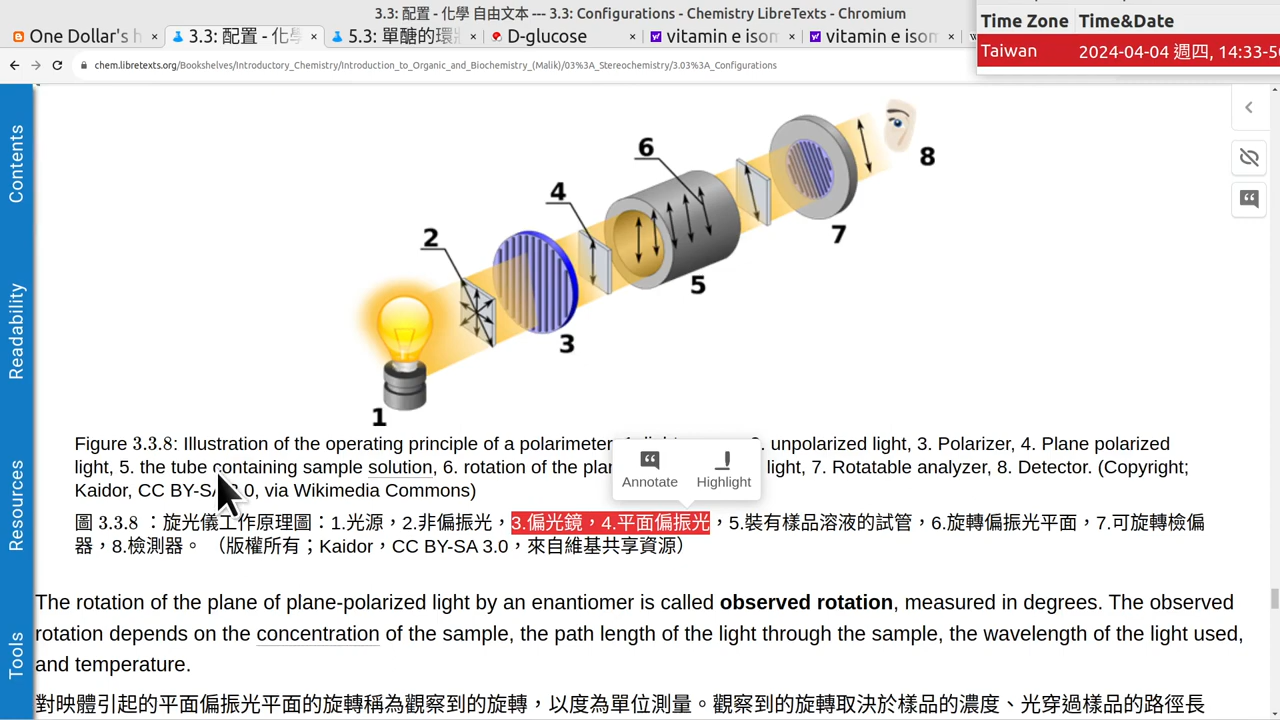 3.3: 配置 - 化學 自由文本 --- 3.3: Configurations - Chemistry LibreTexts - Chromium
Time Zone Time&Date
One Dollar's h × 3.3: 配置 - 化學 × 5.3: 單醣的環 × D-glucose × vitamin e isom × vitamin e isom ×
Taiwan 2024-04-04 週四, 14:33-50
chem.libretexts.org/Bookshelves/Introductory_Chemistry/Introduction_to_Organic_and_Biochemistry_(Malik)/03%3A_Stereochemistry/3.03%3A_Configurations
Contents
Readability
Resources
Tools
6
8
4
2
7
5
3
1
Figure 3.3.8: Illustration of the operating principle of a polarimeter, unpolarized light, 3. Polarizer, 4. Plane polarized
light, 5. the tube containing sample solution, 6. rotation of the plan light, 7. Rotatable analyzer, 8. Detector. (Copyright;
Kaidor, CC BY-SA 3.0, via Wikimedia Commons)
Annotate Highlight
圖 3.3.8 ：旋光儀工作原理圖：1.光源，2.非偏振光，3.偏光鏡，4.平面偏振光，5.裝有樣品溶液的試管，6.旋轉偏振光平面，7.可旋轉檢偏
器，8.檢測器。（版權所有；Kaidor，CC BY-SA 3.0，來自維基共享資源）
The rotation of the plane of plane-polarized light by an enantiomer is called observed rotation, measured in degrees. The observed
rotation depends on the concentration of the sample, the path length of the light through the sample, the wavelength of the light used,
and temperature.
對映體引起的平面偏振光平面的旋轉稱為觀察到的旋轉，以度為單位測量。觀察到的旋轉取決於樣品的濃度、光穿過樣品的路徑長